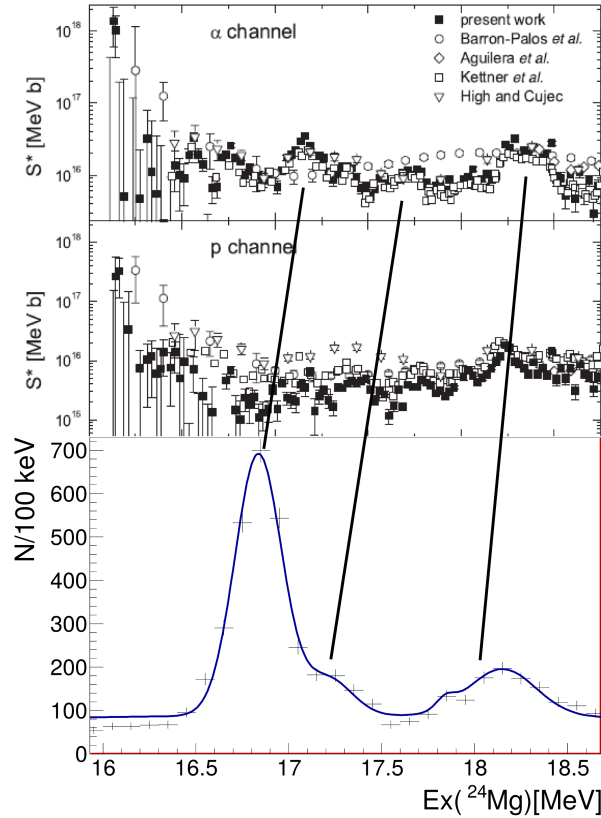 S* [MeV b]
10¹⁸
10¹⁷
10¹⁶
α channel
present work
Barron-Palos et al.
Aguilera et al.
Kettner et al.
High and Cujec
S* [MeV b]
10¹⁸
10¹⁷
10¹⁶
10¹⁵
p channel
N/100 keV
700
600
500
400
300
200
100
0
16 16.5 17 17.5 18 18.5
Ex(²⁴Mg)[MeV]